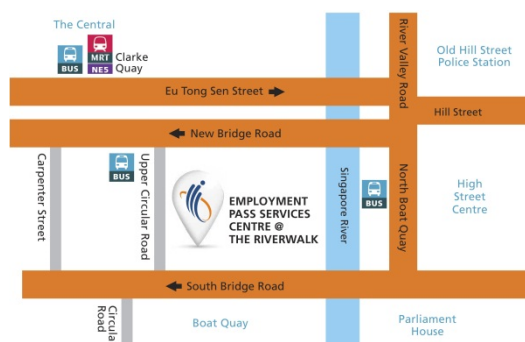 The Central
BUS
MRT
NE5
Clarke
Quay
River Valley Road
Old Hill Street
Police Station
Eu Tong Sen Street
Hill Street
New Bridge Road
Carpenter Street
BUS
Upper Circular Road
EMPLOYMENT
PASS SERVICES
CENTRE @
THE RIVERWALK
Singapore River
BUS
North Boat Quay
High
Street
Centre
South Bridge Road
Circular
Road
Boat Quay
Parliament
House